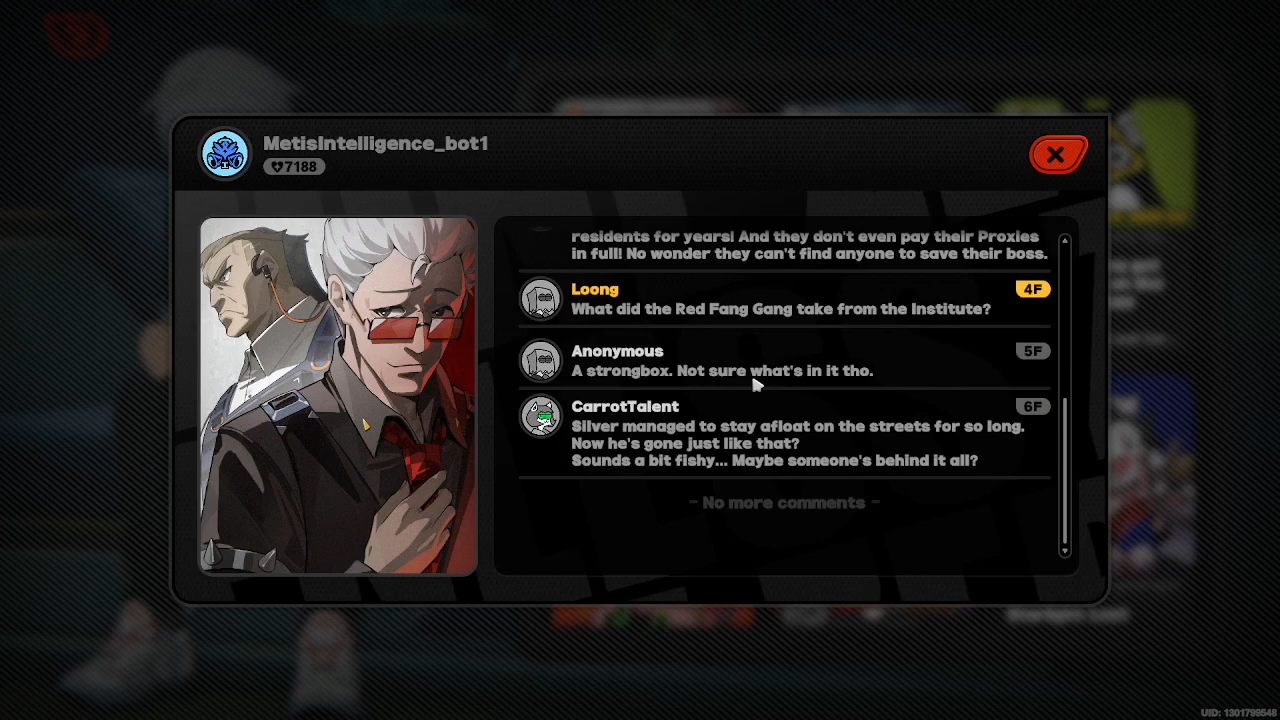 MetisIntelligence_bot1
7188
residents for years! And they don't even pay their Proxies
in full! No wonder they can't find anyone to save their boss.
Loong
4F
What did the Red Fang Gang take from the Institute?
Anonymous
5F
A strongbox. Not sure what's in it tho.
CarrotTalent
6F
Silver managed to stay afloat on the streets for so long.
Now he's gone just like that?
Sounds a bit fishy... Maybe someone's behind it all?
- No more comments -
UID: 1301799546